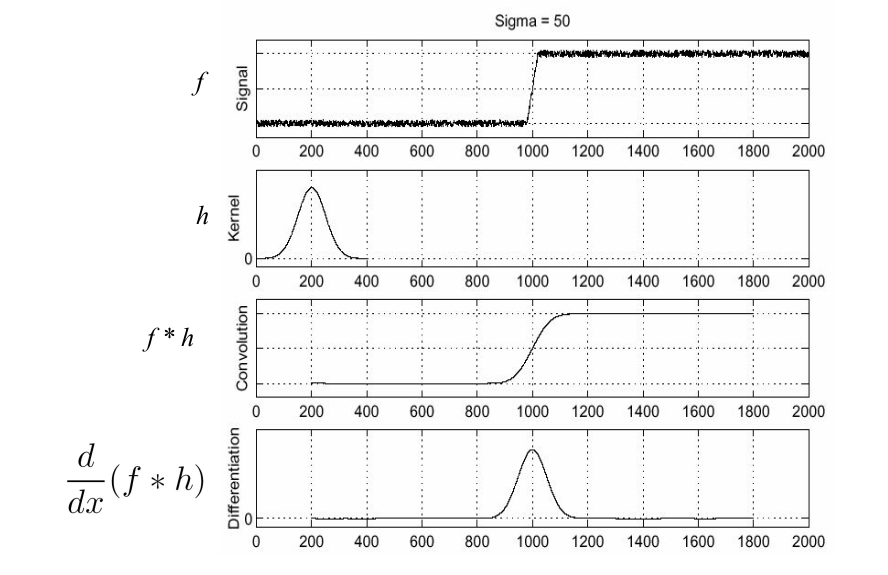 Sigma = 50
f
Signal
0 200 400 600 800 1000 1200 1400 1600 1800 2000
h
Kernel
0
0 200 400 600 800 1000 1200 1400 1600 1800 2000
f * h
Convolution
0 200 400 600 800 1000 1200 1400 1600 1800 2000
d
dx
(f ∗ h)
Differentiation
0
0 200 400 600 800 1000 1200 1400 1600 1800 2000